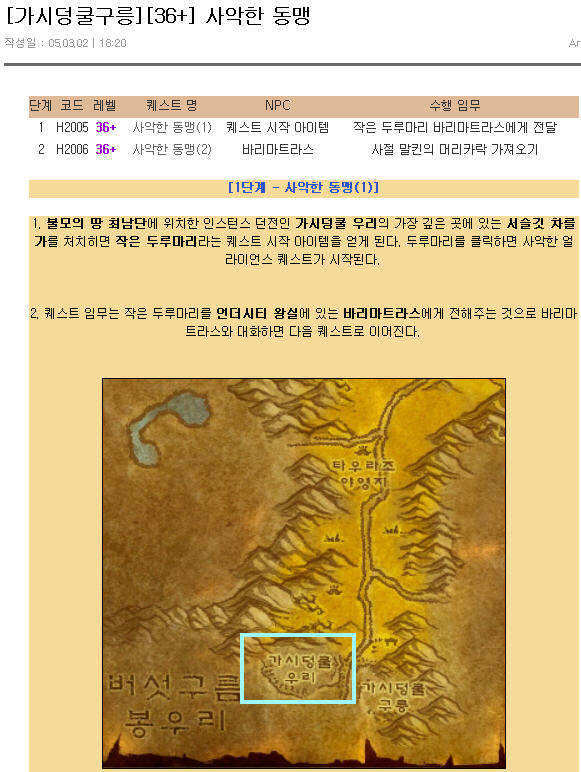 [가시덩쿨구릉][36+] 사악한 동맹
작성일 : 05.03.02 | 18:20
Ar
단계 코드 레벨 퀘스트 명 NPC 수행 임무
1 H2005 36+ 사악한 동맹(1) 퀘스트 시작 아이템 작은 두루마리 바리마트라스에게 전달
2 H2006 36+ 사악한 동맹(2) 바리마트라스 사절 말킨의 머리카락 가져오기
[1단계 - 사악한 동맹(1)]
1. 불모의 땅 최남단에 위치한 인스턴스 던전인 가시덩쿨 우리의 가장 깊은 곳에 있는 서슬깃 차를
가를 처치히면 작은 두루마리라는 퀘스트 시작 아이템을 얻게 된다. 두루마리를 클릭하면 사악한 얼
라이언스 퀘스트가 시작된다.
2. 퀘스트 임무는 작은 두루마리를 언더시티 왕실에 있는 바리마트라스에게 전해주는 것으로 바리마
트라스와 대화하면 다음 퀘스트로 이어진다.
타우라조
야영지
가시덩쿨
우리
버섯구름
봉우리
가시덩쿨
구릉